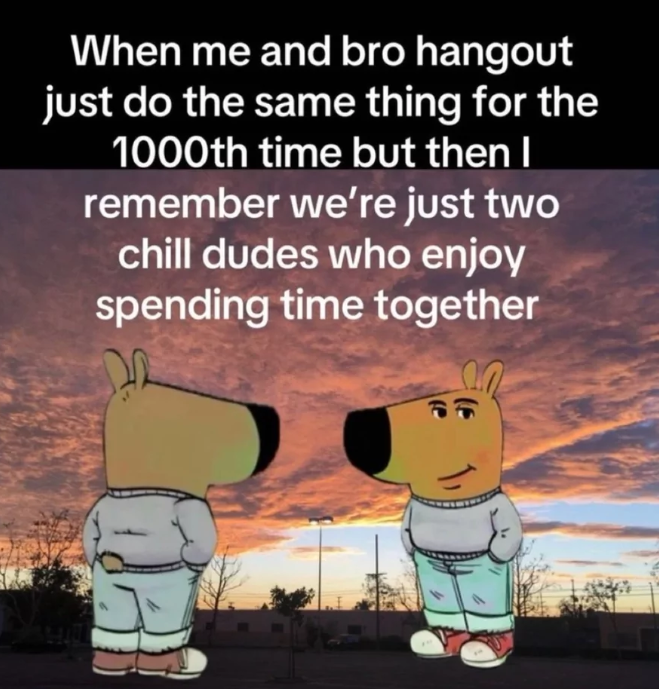 When me and bro hangout
just do the same thing for the
1000th time but then I
remember we’re just two
chill dudes who enjoy
spending time together